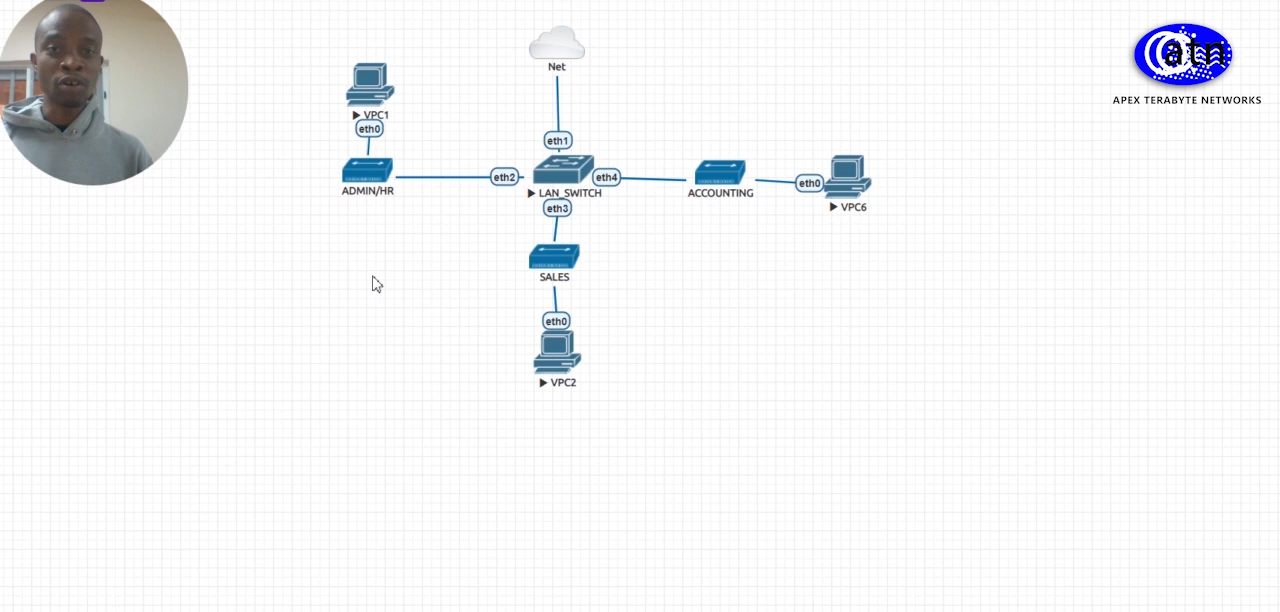 Net
atn
APEX TERABYTE NETWORKS
VPC1
eth0
eth1
ADMIN/HR
eth2
LAN_SWITCH
eth4
ACCOUNTING
eth0
VPC6
eth3
SALES
eth0
VPC2